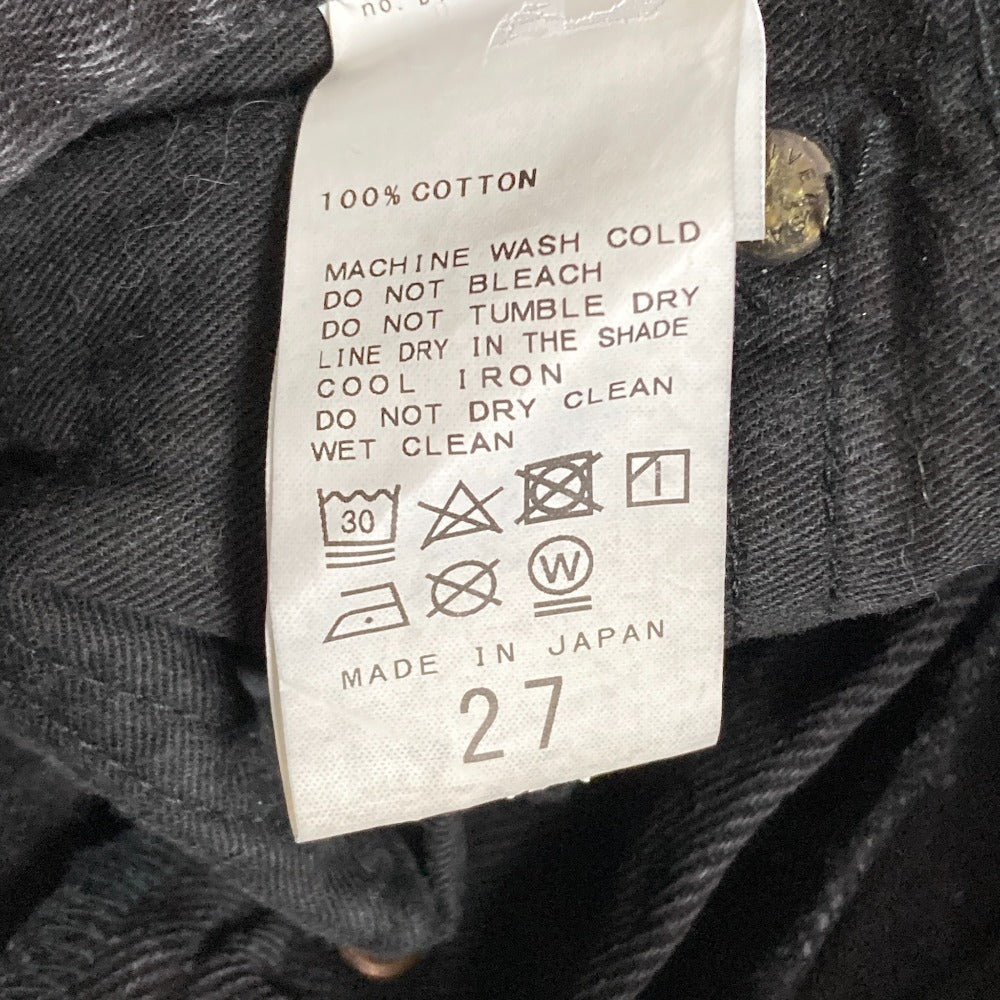 no.
100% COTTON
MACHINE WASH COLD
DO NOT BLEACH
DO NOT TUMBLE DRY
LINE DRY IN THE SHADE
COOL IRON
DO NOT DRY CLEAN
WET CLEAN
30
W
MADE IN JAPAN
27